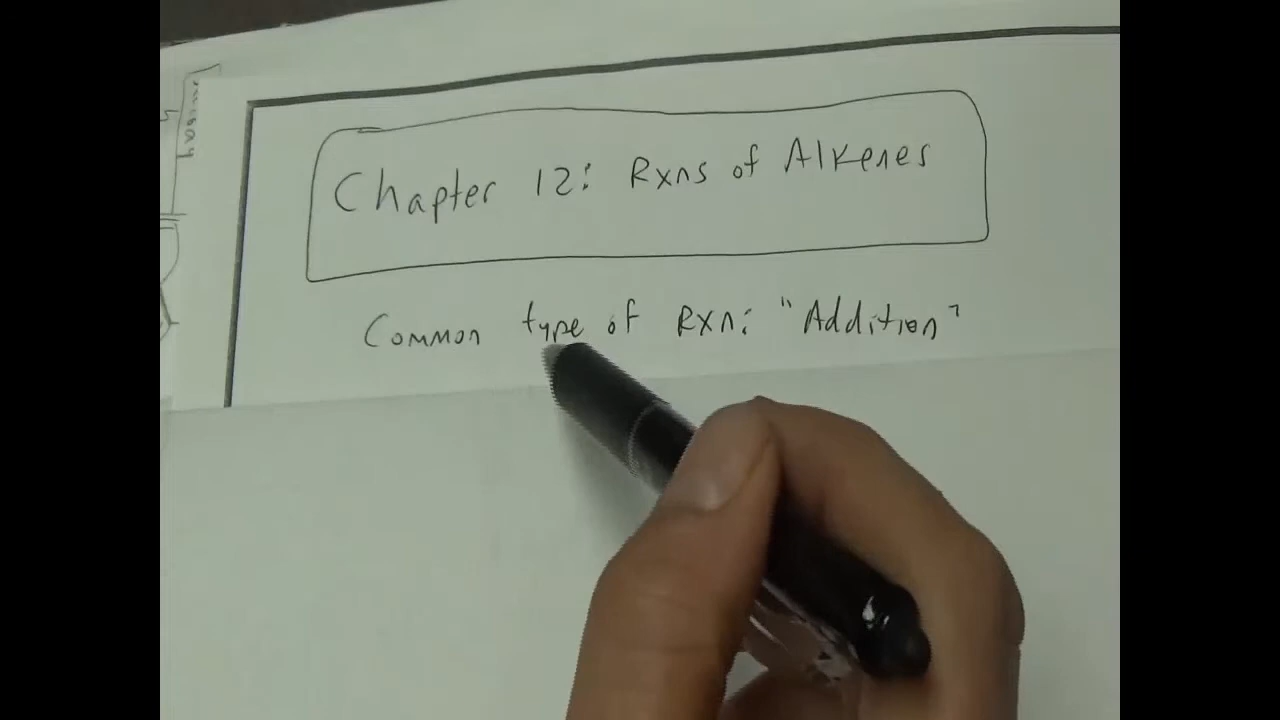 Chapter 12: Rxns of Alkenes
Common type of Rxn: "Addition"